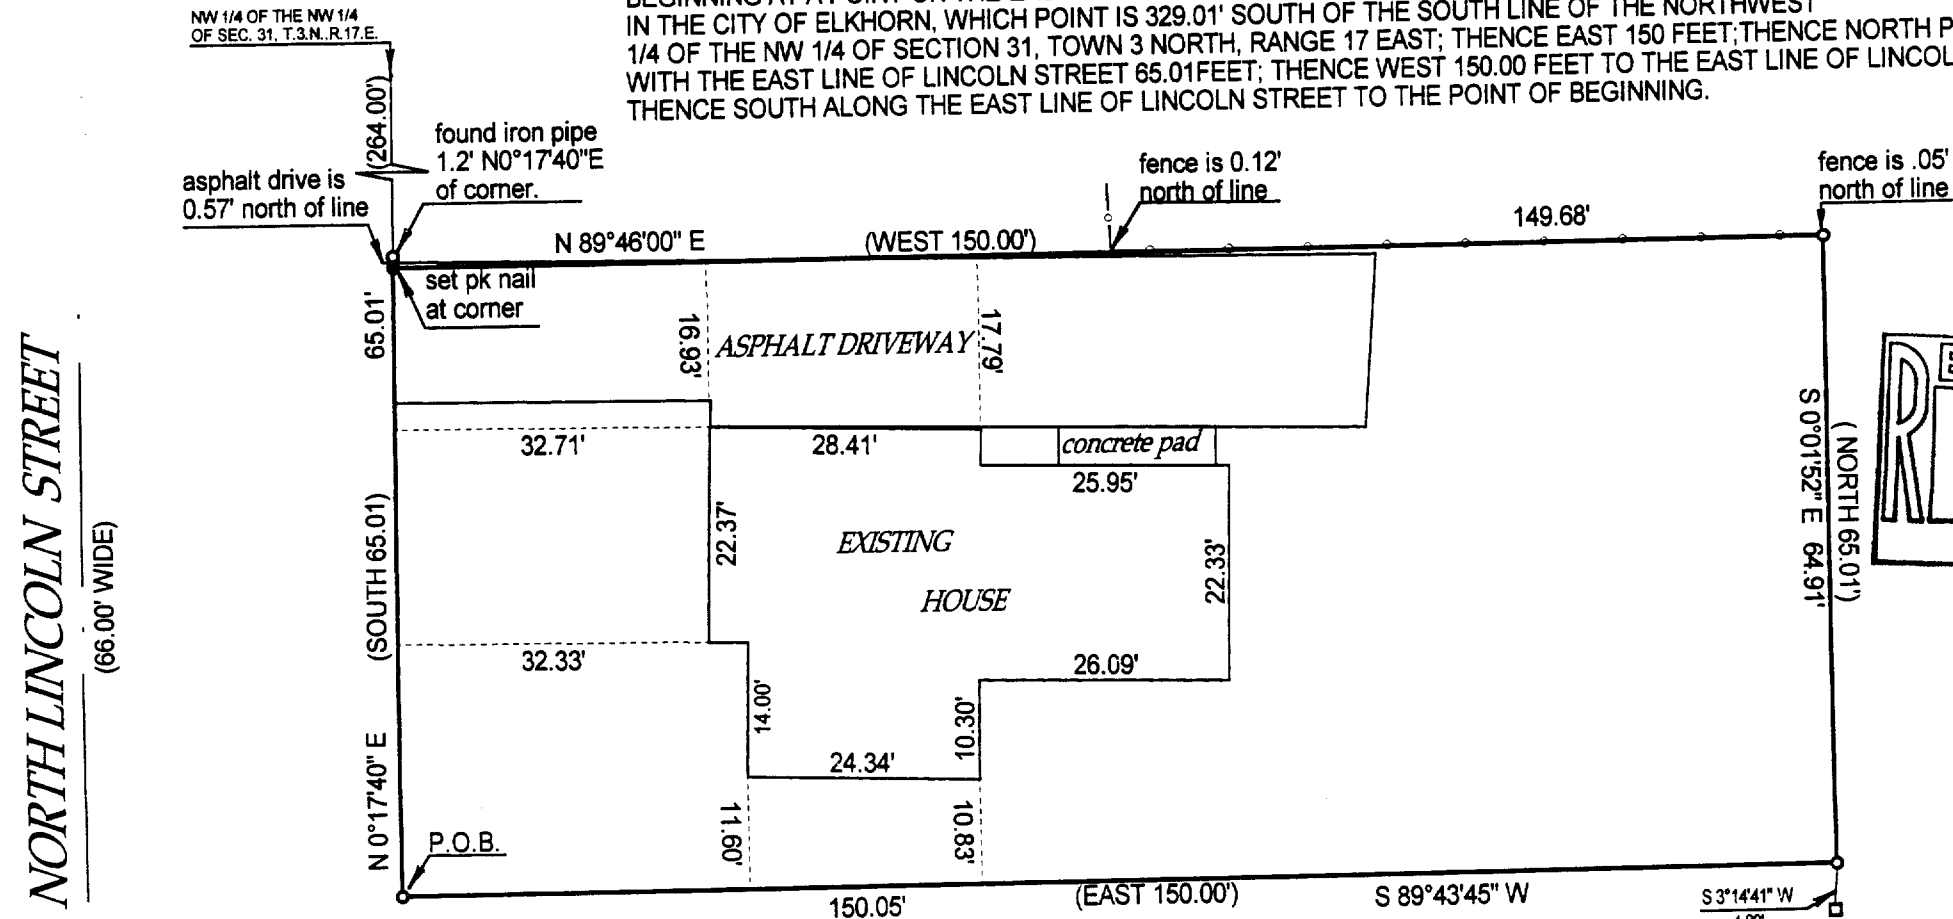 IN THE CITY OF ELKHORN, WHICH POINT IS 329.01' SOUTH OF THE SOUTH LINE OF THE NORTHWEST
1/4 OF THE NW 1/4 OF SECTION 31, TOWN 3 NORTH, RANGE 17 EAST; THENCE EAST 150 FEET;THENCE NORTH
WITH THE EAST LINE OF LINCOLN STREET 65.01FEET; THENCE WEST 150.00 FEET TO THE EAST LINE OF
THENCE SOUTH ALONG THE EAST LINE OF LINCOLN STREET TO THE POINT OF BEGINNING.
NW 1/4 OF THE NW 1/4
OF SEC. 31, T.3.N.,R.17.E.
(264.00')
found iron pipe
1.2' N0°17'40"E
of corner.
asphalt drive is
0.57' north of line
fence is 0.12'
north of line
fence is .05'
north of line
149.68'
N 89°46'00" E
(WEST 150.00')
set pk nail
at corner
65.01'
16.93'
ASPHALT DRIVEWAY
17.79'
32.71'
28.41'
concrete pad
25.95'
NORTH LINCOLN STREET
(66.00' WIDE)
(SOUTH 65.01)
22.37'
EXISTING
HOUSE
22.33'
S 0°01'52" E 64.91'
(NORTH 65.01')
32.33'
26.09'
14.00'
10.30'
24.34'
N 0°17'40" E
11.60'
10.83'
P.O.B.
150.05'
(EAST 150.00')
S 89°43'45" W
S 3°14'41" W